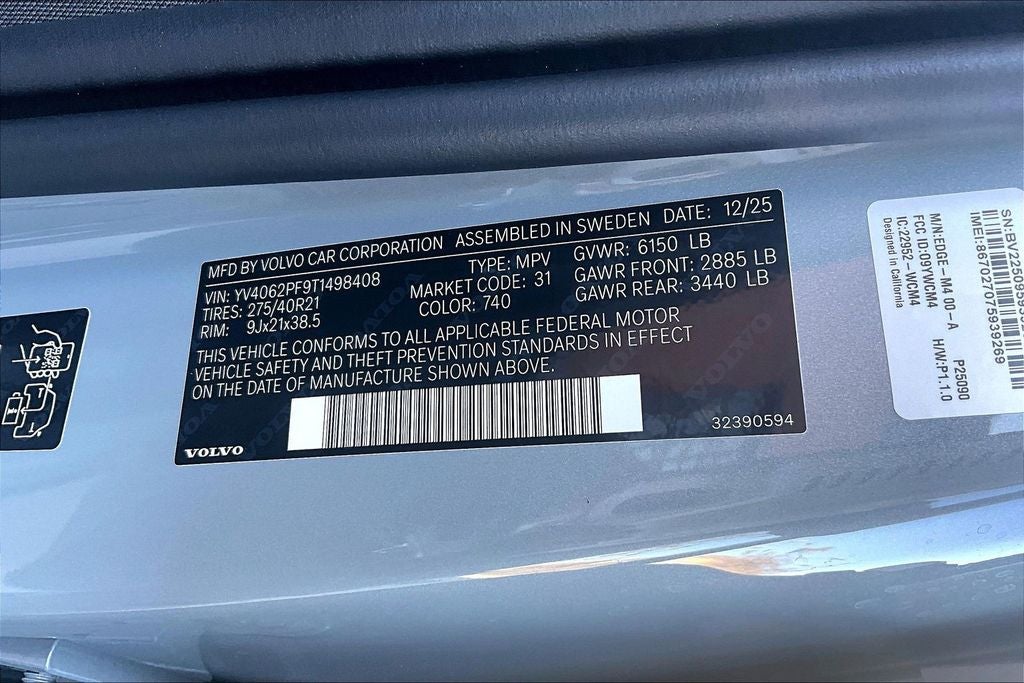 MFD BY VOLVO CAR CORPORATION ASSEMBLED IN SWEDEN DATE: 12/25
VIN: YV4062PF9T1498408 TYPE: MPV GVWR: 6150 LB
TIRES: 275/40R21 MARKET CODE: 31 GAWR FRONT: 2885 LB
RIM: 9Jx21x38.5 COLOR: 740 GAWR REAR: 3440 LB
THIS VEHICLE CONFORMS TO ALL APPLICABLE FEDERAL MOTOR
VEHICLE SAFETY AND THEFT PREVENTION STANDARDS IN EFFECT
ON THE DATE OF MANUFACTURE SHOWN ABOVE.
VOLVO
32390594
IMEI:867027075939269
M/N:EDGE-M4 00-A P25090
FCC ID:09YWCM4 H/W:P1.1.0
IC:22952-WCM4
Designed in California